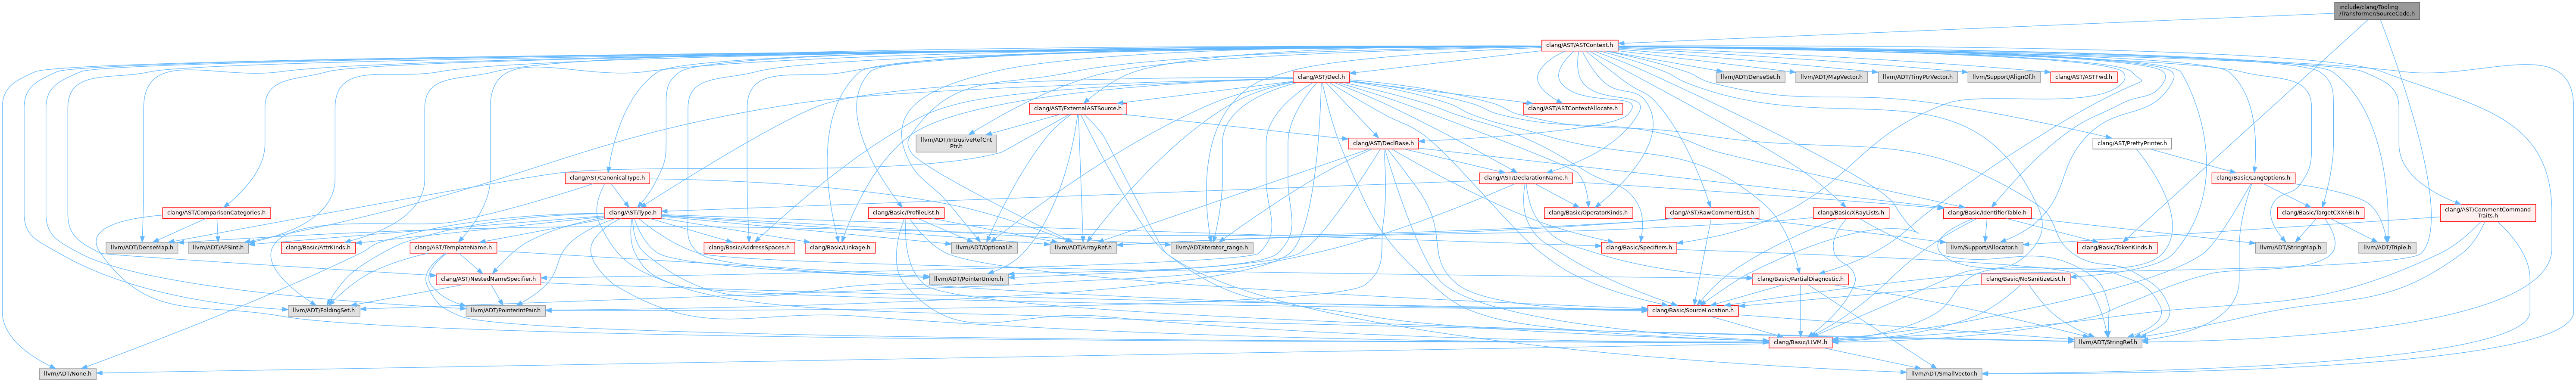 include/clang/Tooling
/Transformer/SourceCode.h
clang/AST/ASTContext.h
clang/AST/Decl.h
llvm/ADT/DenseSet.h
llvm/ADT/MapVector.h
llvm/ADT/TinyPtrVector.h
llvm/Support/AlignOf.h
clang/AST/ASTFwd.h
clang/AST/ExternalASTSource.h
clang/AST/ASTContextAllocate.h
llvm/ADT/IntrusiveRefCnt
Ptr.h
clang/AST/DeclBase.h
clang/AST/PrettyPrinter.h
clang/AST/CanonicalType.h
clang/AST/DeclarationName.h
clang/Basic/LangOptions.h
clang/AST/ComparisonCategories.h
clang/AST/Type.h
clang/Basic/ProfileList.h
clang/Basic/OperatorKinds.h
clang/AST/RawCommentList.h
clang/Basic/XRayLists.h
clang/Basic/IdentifierTable.h
clang/Basic/TargetCXXABI.h
clang/AST/CommentCommand
Traits.h
llvm/ADT/DenseMap.h
llvm/ADT/APSInt.h
clang/Basic/AttrKinds.h
clang/AST/TemplateName.h
clang/Basic/AddressSpaces.h
clang/Basic/Linkage.h
llvm/ADT/Optional.h
llvm/ADT/ArrayRef.h
llvm/ADT/iterator_range.h
clang/Basic/Specifiers.h
llvm/Support/Allocator.h
clang/Basic/TokenKinds.h
llvm/ADT/StringMap.h
llvm/ADT/Triple.h
clang/AST/NestedNameSpecifier.h
llvm/ADT/PointerUnion.h
clang/Basic/PartialDiagnostic.h
clang/Basic/NoSanitizeList.h
llvm/ADT/FoldingSet.h
llvm/ADT/PointerIntPair.h
clang/Basic/SourceLocation.h
clang/Basic/LLVM.h
llvm/ADT/StringRef.h
llvm/ADT/None.h
llvm/ADT/SmallVector.h